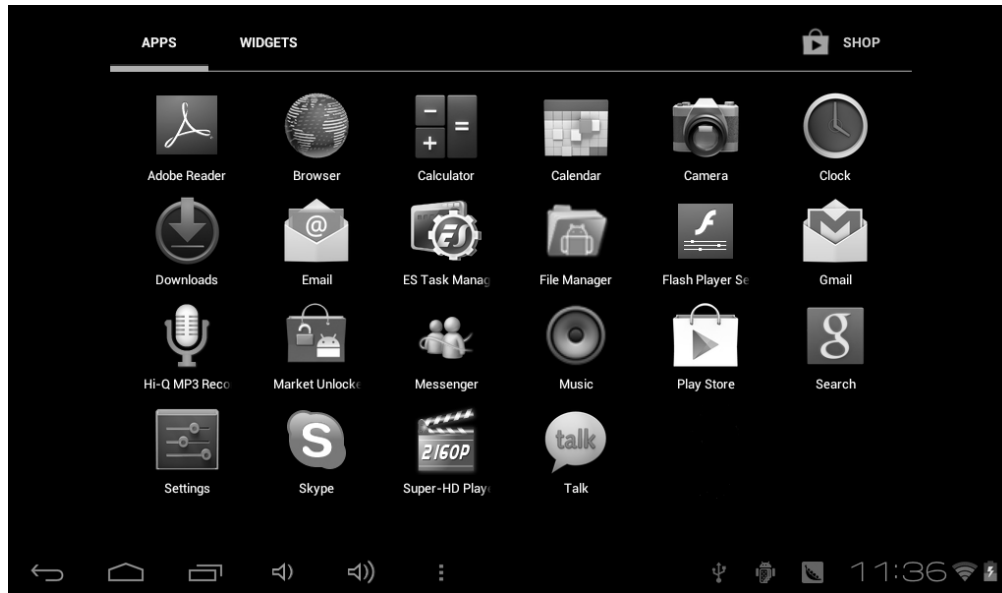 APPS WIDGETS SHOP
Adobe Reader Browser Calculator Calendar Camera Clock
@ ES
Downloads Email ES Task Manag File Manager Flash Player Se Gmail
g
Hi-Q MP3 Reco Market Unlocke Messenger Music Play Store Search
S 2160P talk
Settings Skype Super-HD Playe Talk
11:36